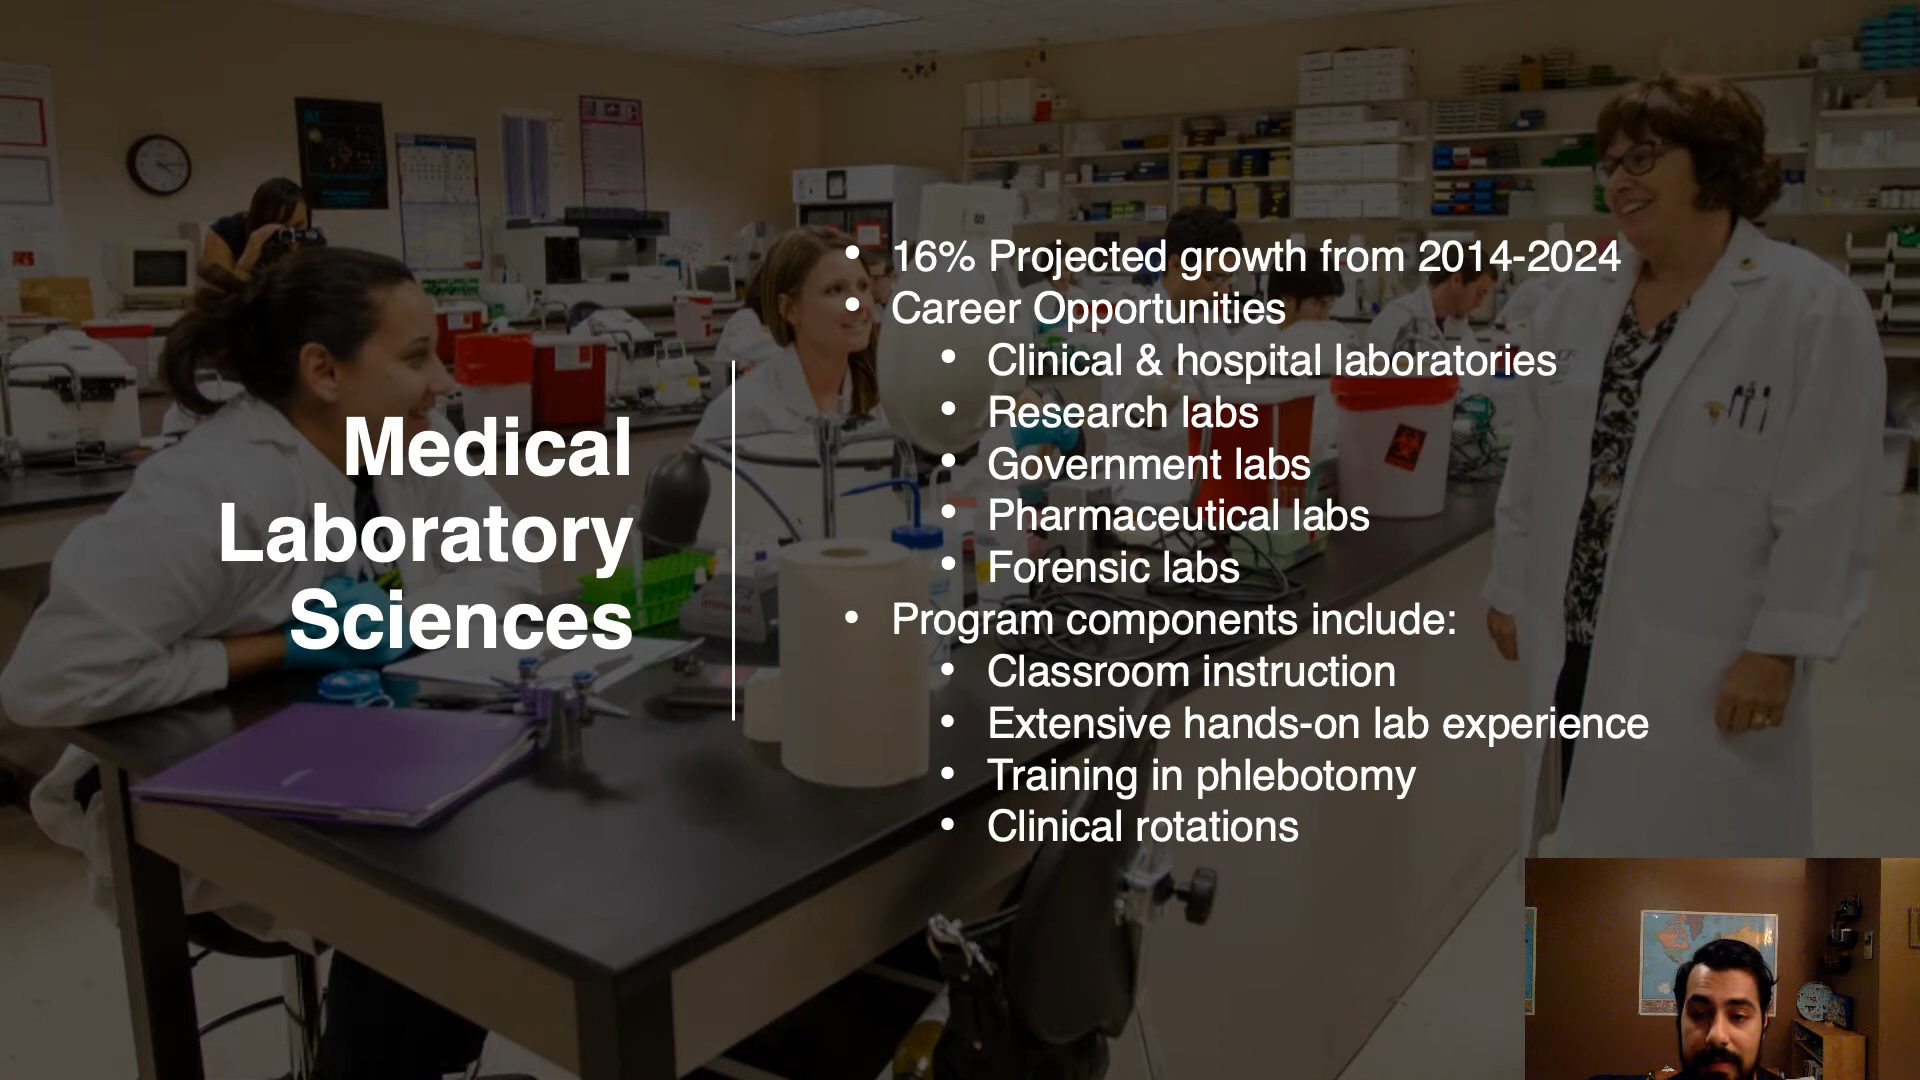 Medical
Laboratory
Sciences
• 16% Projected growth from 2014-2024
• Career Opportunities
• Clinical & hospital laboratories
• Research labs
• Government labs
• Pharmaceutical labs
• Forensic labs
• Program components include:
• Classroom instruction
• Extensive hands-on lab experience
• Training in phlebotomy
• Clinical rotations